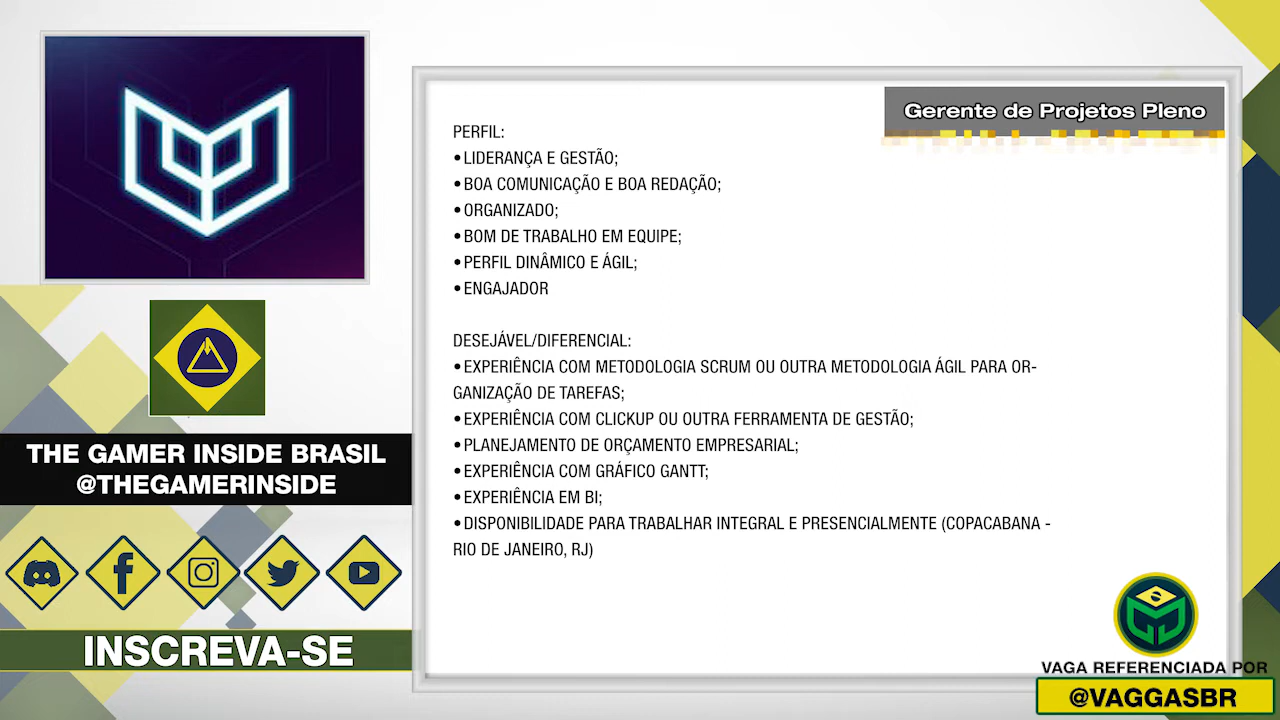 Gerente de Projetos Pleno
PERFIL:
•LIDERANÇA E GESTÃO;
•BOA COMUNICAÇÃO E BOA REDAÇÃO;
•ORGANIZADO;
•BOM DE TRABALHO EM EQUIPE;
•PERFIL DINÂMICO E ÁGIL;
•ENGAJADOR
DESEJÁVEL/DIFERENCIAL:
•EXPERIÊNCIA COM METODOLOGIA SCRUM OU OUTRA METODOLOGIA ÁGIL PARA OR-
GANIZAÇÃO DE TAREFAS;
•EXPERIÊNCIA COM CLICKUP OU OUTRA FERRAMENTA DE GESTÃO;
•PLANEJAMENTO DE ORÇAMENTO EMPRESARIAL;
•EXPERIÊNCIA COM GRÁFICO GANTT;
•EXPERIÊNCIA EM BI;
•DISPONIBILIDADE PARA TRABALHAR INTEGRAL E PRESENCIALMENTE (COPACABANA -
RIO DE JANEIRO, RJ)
THE GAMER INSIDE BRASIL
@THEGAMERINSIDE
INSCREVA-SE
VAGA REFERENCIADA POR
@VAGGASBR